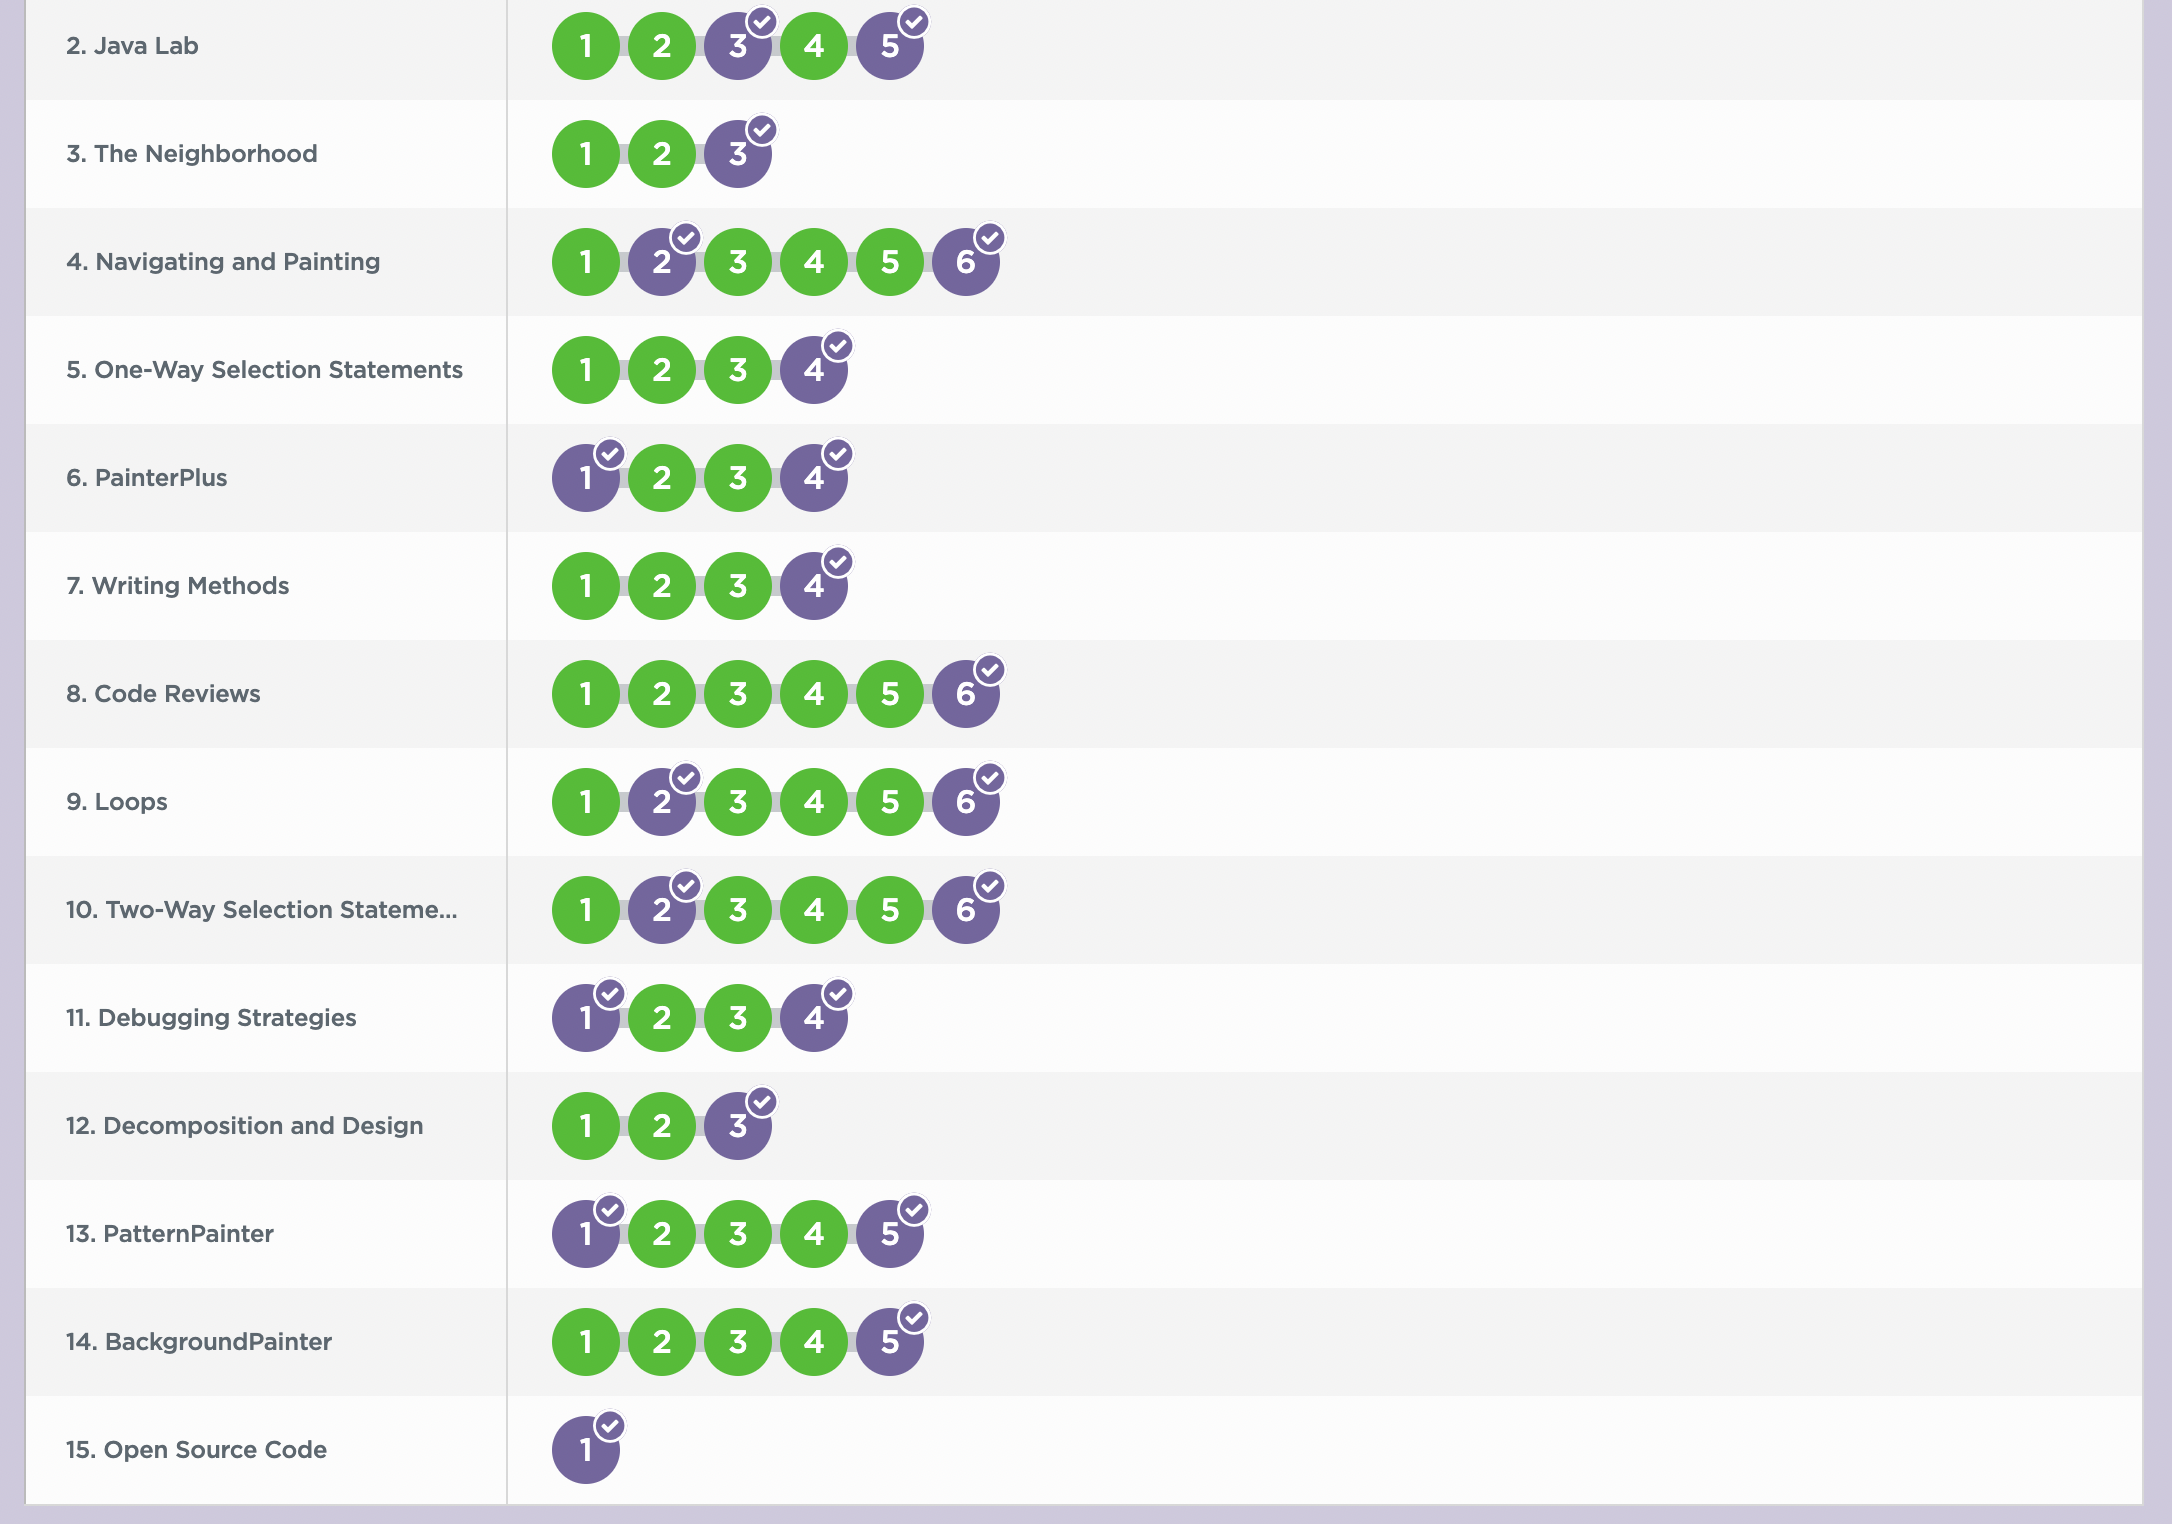 2. Java Lab 1 2 3 4 5
3. The Neighborhood 1 2 3
4. Navigating and Painting 1 2 3 4 5 6
5. One-Way Selection Statements 1 2 3 4
6. PainterPlus 1 2 3 4
7. Writing Methods 1 2 3 4
8. Code Reviews 1 2 3 4 5 6
9. Loops 1 2 3 4 5 6
10. Two-Way Selection Stateme... 1 2 3 4 5 6
11. Debugging Strategies 1 2 3 4
12. Decomposition and Design 1 2 3
13. PatternPainter 1 2 3 4 5
14. BackgroundPainter 1 2 3 4 5
15. Open Source Code 1